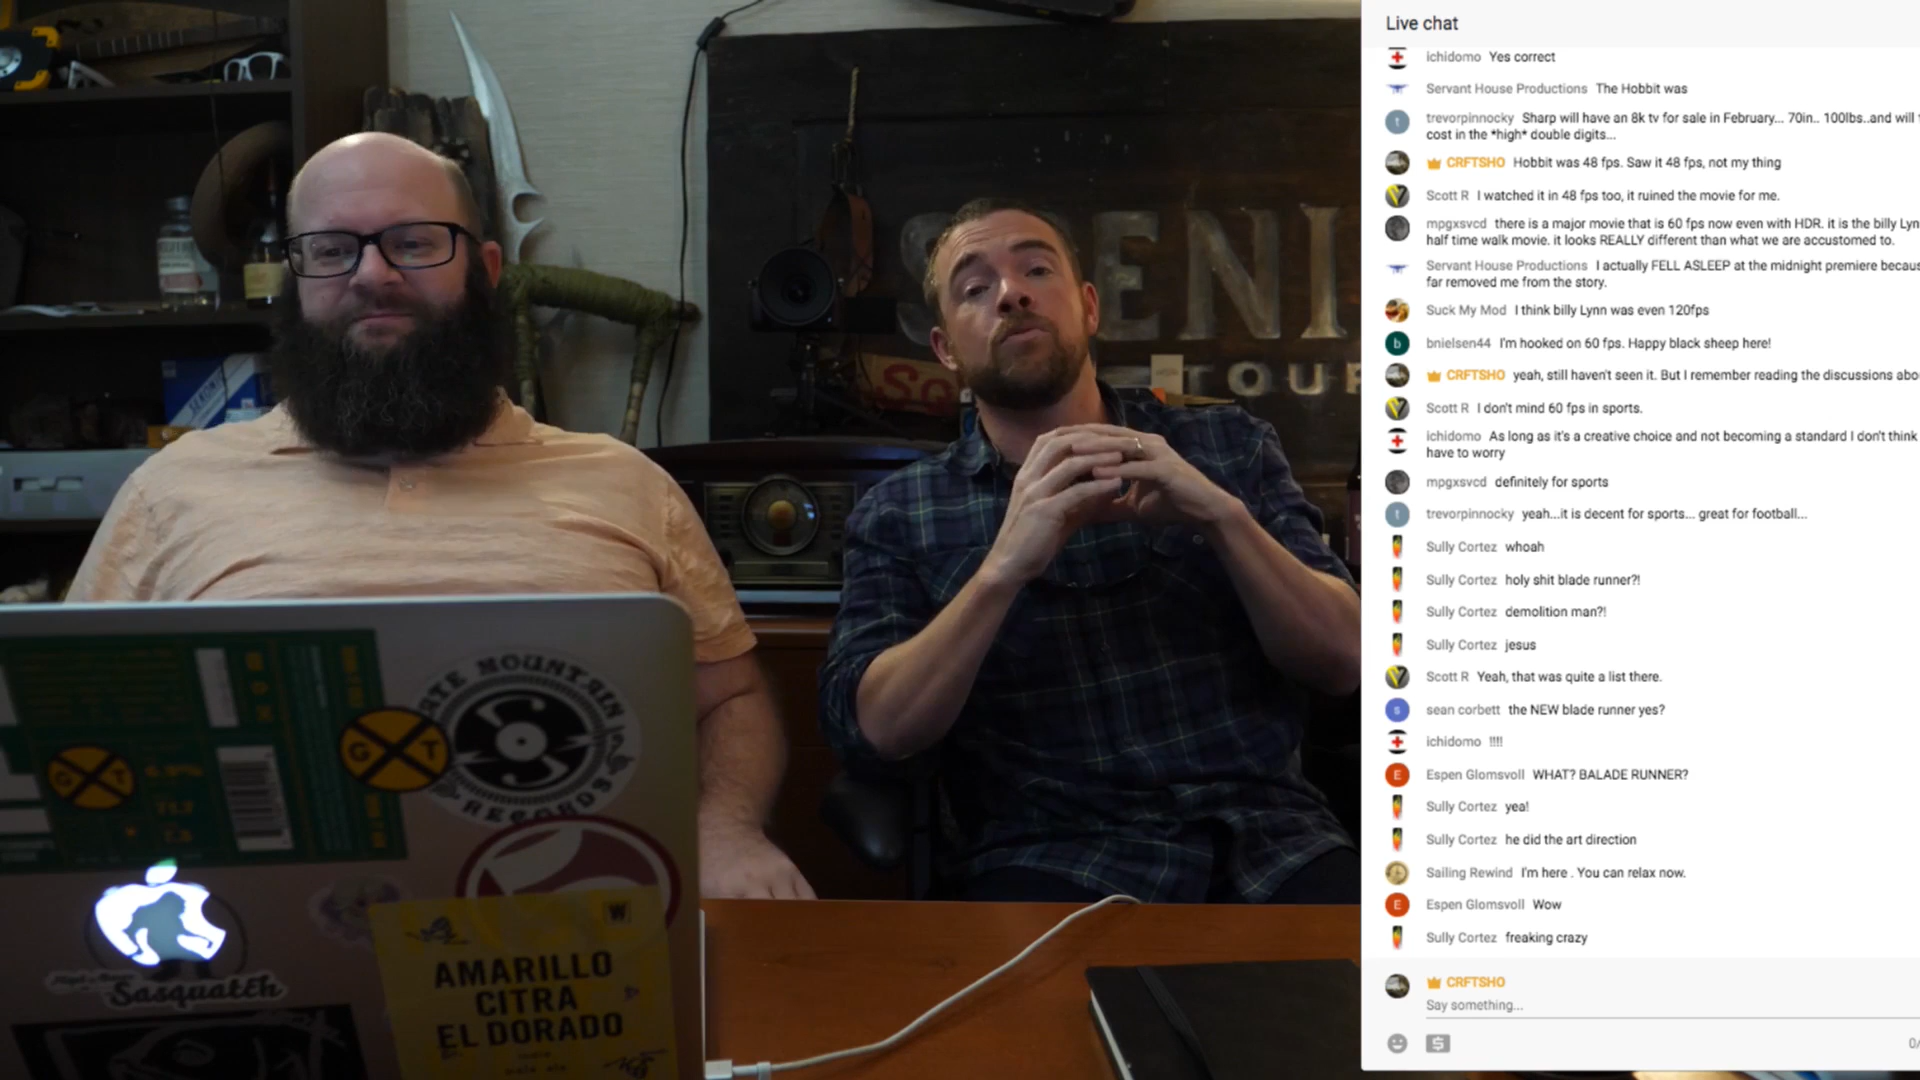 SENI
TOUR
SC
G T
G T
RECORDS
Sasquatch
W
AMARILLO
CITRA
EL DORADO
Live chat
ichidomo Yes correct
Servant House Productions The Hobbit was
trevorpinnocky Sharp will have an 8k tv for sale in February... 70in.. 100lbs..and will
cost in the *high* double digits...
CRFTSHO Hobbit was 48 fps. Saw it 48 fps, not my thing
Scott R I watched it in 48 fps too, it ruined the movie for me.
mpgxsvcd there is a major movie that is 60 fps now even with HDR. it is the billy Lyn
half time walk movie. it looks REALLY different than what we are accustomed to.
Servant House Productions I actually FELL ASLEEP at the midnight premiere becaus
far removed me from the story.
Suck My Mod I think billy Lynn was even 120fps
b
bnielsen44 I'm hooked on 60 fps. Happy black sheep here!
CRFTSHO yeah, still haven't seen it. But I remember reading the discussions abo
Scott R I don't mind 60 fps in sports.
ichidomo As long as it's a creative choice and not becoming a standard I don't think
have to worry
mpgxsvcd definitely for sports
t
trevorpinnocky yeah...it is decent for sports... great for football...
Sully Cortez whoah
Sully Cortez holy shit blade runner?!
Sully Cortez demolition man?!
Sully Cortez jesus
Scott R Yeah, that was quite a list there.
s
sean corbett the NEW blade runner yes?
ichidomo !!!!
E
Espen Glomsvoll WHAT? BALADE RUNNER?
Sully Cortez yea!
Sully Cortez he did the art direction
Sailing Rewind I'm here . You can relax now.
E
Espen Glomsvoll Wow
Sully Cortez freaking crazy
CRFTSHO
Say something...
0/